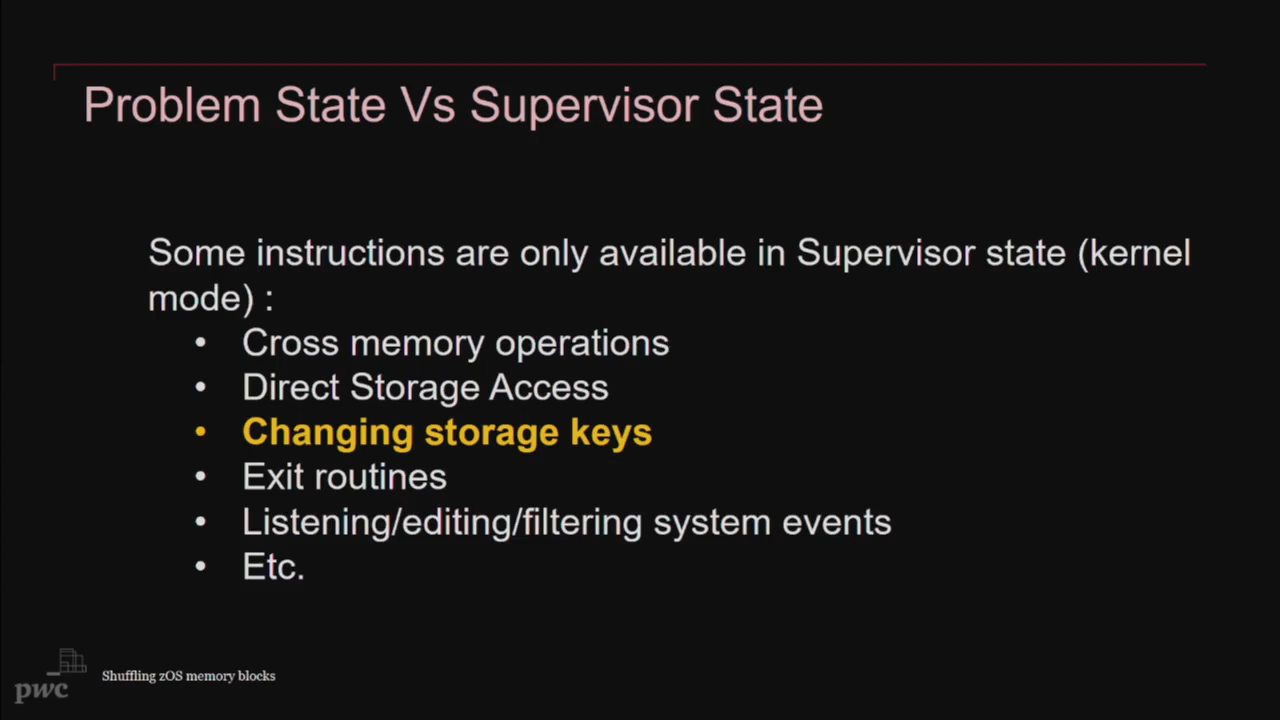 Problem State Vs Supervisor State
Some instructions are only available in Supervisor state (kernel
mode) :
• Cross memory operations
• Direct Storage Access
• Changing storage keys
• Exit routines
• Listening/editing/filtering system events
• Etc.
pwc
Shuffling zOS memory blocks